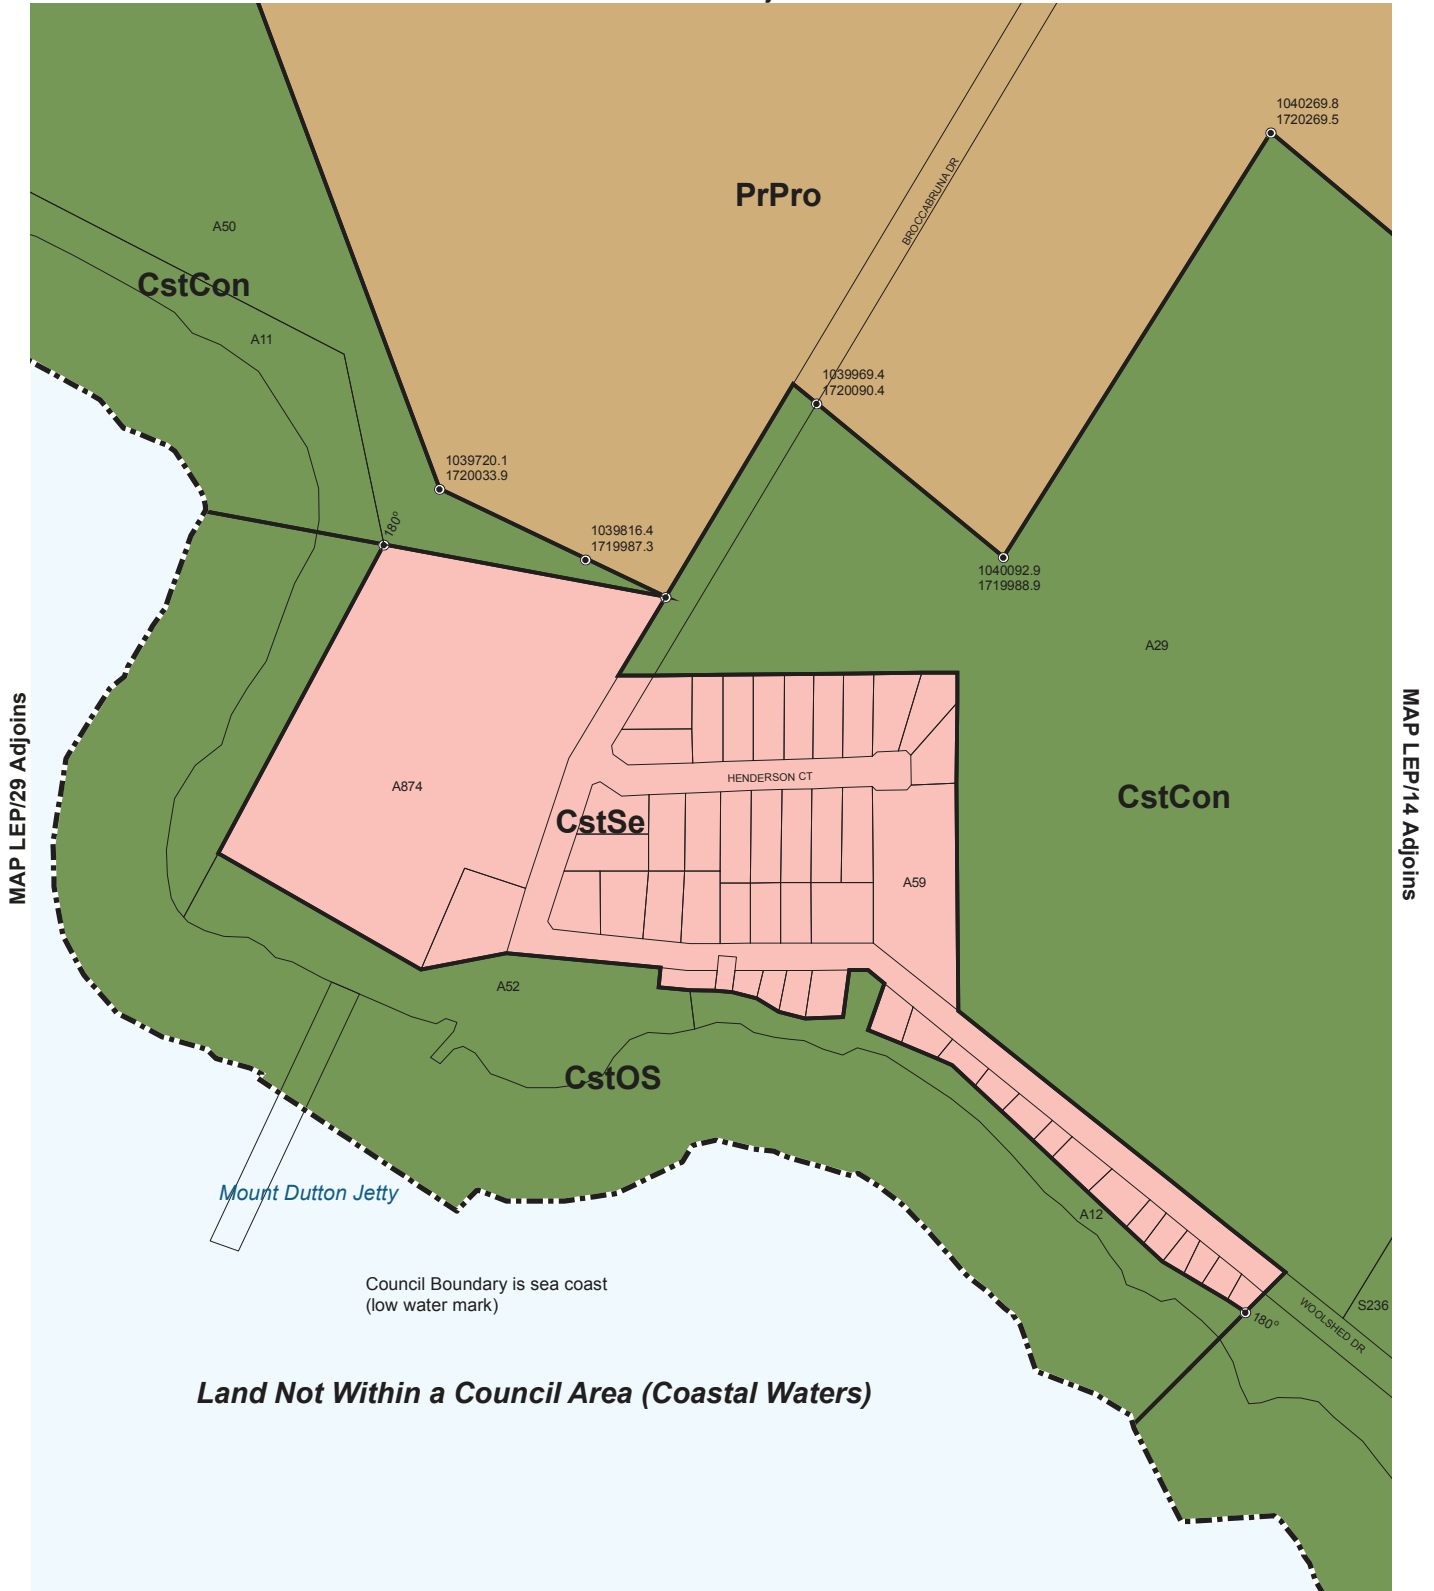 1040269.8
1720269.5
BROCCABRUNA DR
PrPro
A50
CstCon
A11
1039969.4
1720090.4
1039720.1
1720033.9
180°
1039816.4
1719987.3
1040092.9
1719988.9
A29
MAP LEP/29 Adjoins
MAP LEP/14 Adjoins
HENDERSON CT
A874
CstCon
CstSe
A59
A52
CstOS
Mount Dutton Jetty
A12
Council Boundary is sea coast
(low water mark)
S236
180°
WOOLSHED DR
Land Not Within a Council Area (Coastal Waters)